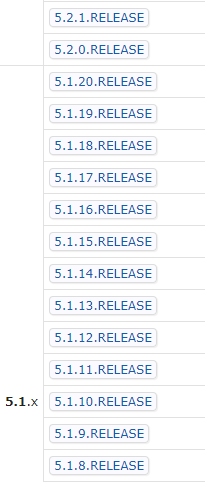 5.2.1.RELEASE
5.2.0.RELEASE
5.1.20.RELEASE
5.1.19.RELEASE
5.1.18.RELEASE
5.1.17.RELEASE
5.1.16.RELEASE
5.1.15.RELEASE
5.1.14.RELEASE
5.1.13.RELEASE
5.1.12.RELEASE
5.1.11.RELEASE
5.1.x 5.1.10.RELEASE
5.1.9.RELEASE
5.1.8.RELEASE